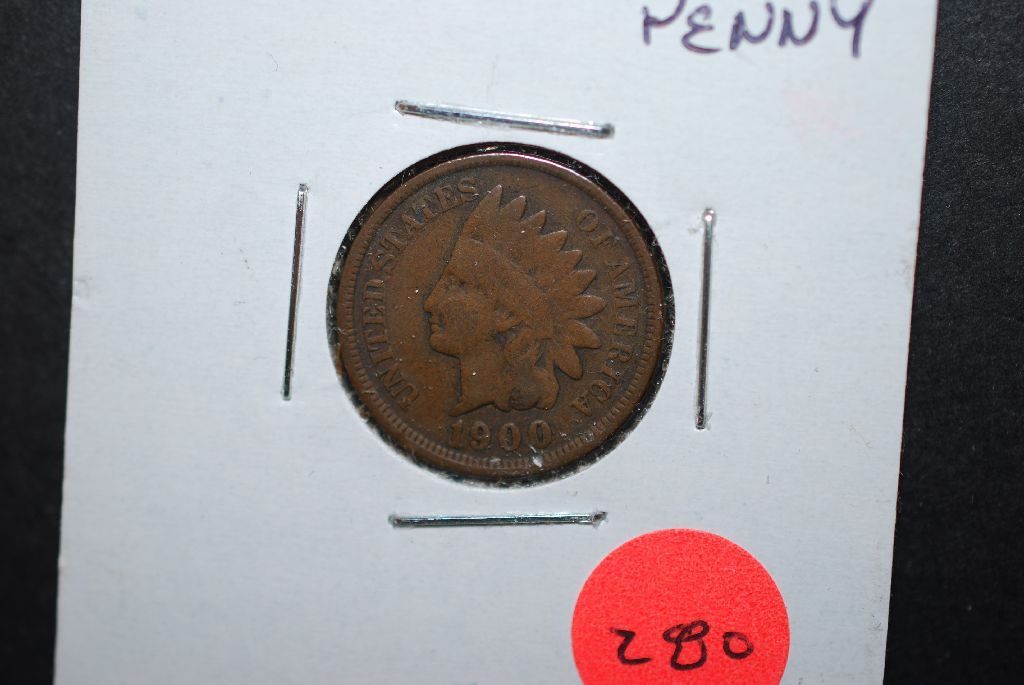 PENNY
UNITED STATES OF AMERICA
1900
280